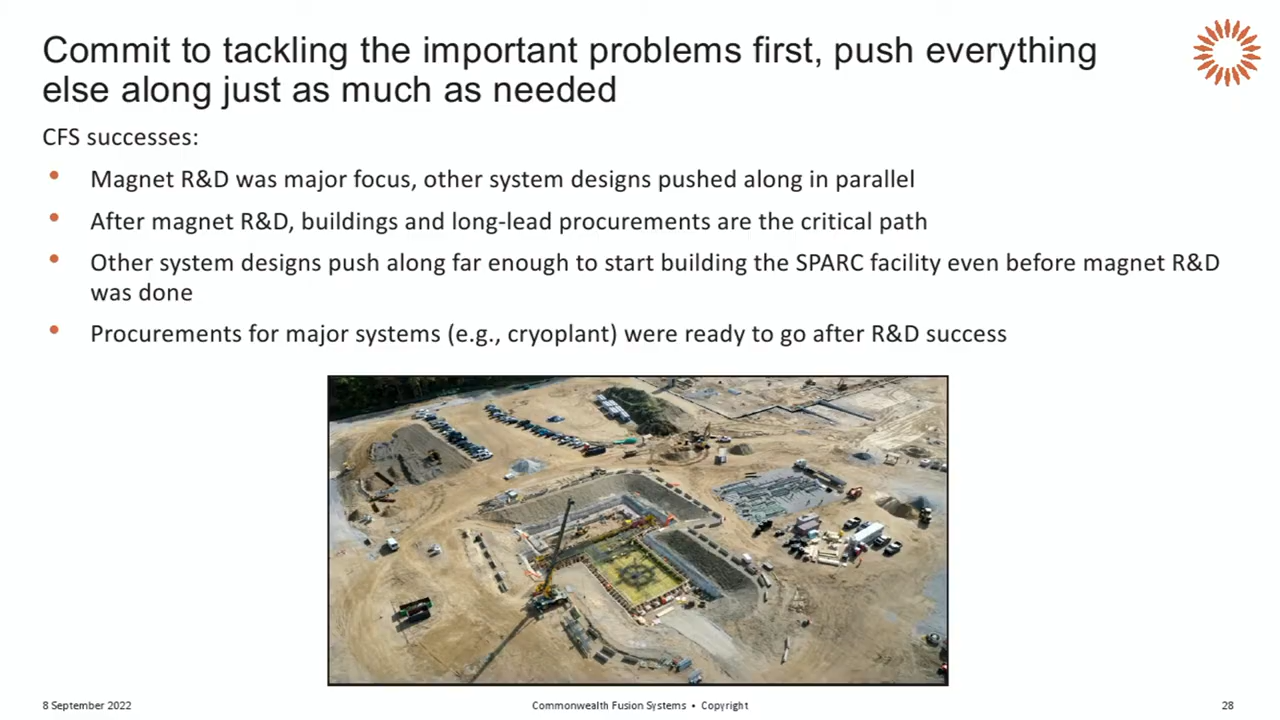 Commit to tackling the important problems first, push everything
else along just as much as needed
CFS successes:
• Magnet R&D was major focus, other system designs pushed along in parallel
• After magnet R&D, buildings and long-lead procurements are the critical path
• Other system designs push along far enough to start building the SPARC facility even before magnet R&D
was done
• Procurements for major systems (e.g., cryoplant) were ready to go after R&D success
8 September 2022
Commonwealth Fusion Systems • Copyright
28